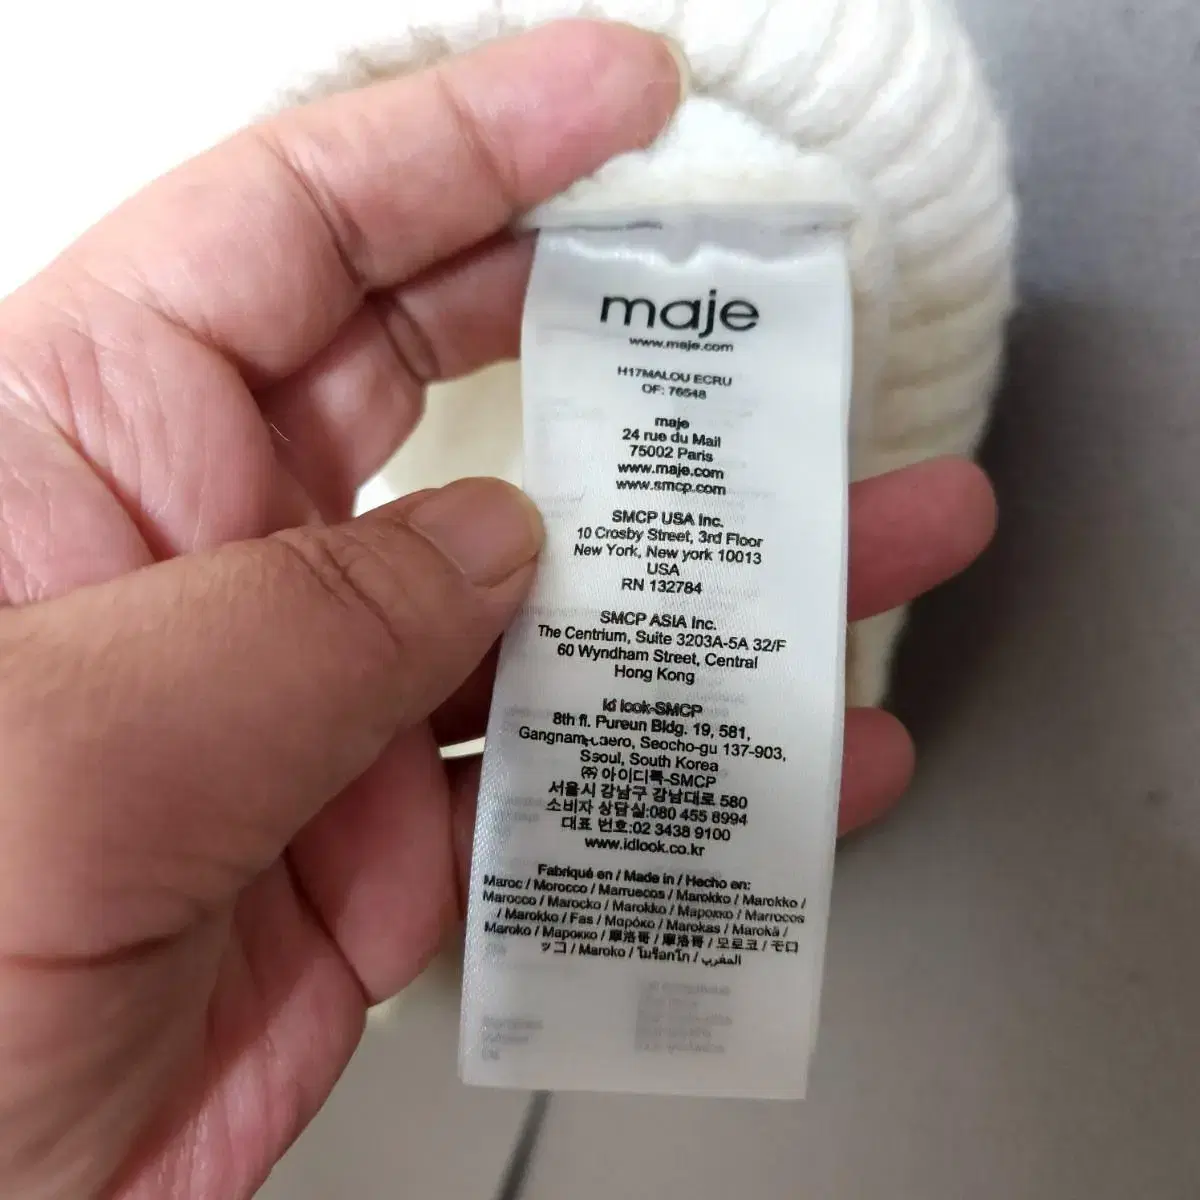 maje
www.maje.com
H17MALOU ECRU
OF: 76548
maje
24 rue du Mail
75002 Paris
www.maje.com
www.smcp.com
SMCP USA Inc.
10 Crosby Street, 3rd Floor
New York, New york 10013
USA
RN 132784
SMCP ASIA Inc.
The Centrium, Suite 3203A-5A 32/F
60 Wyndham Street, Central
Hong Kong
Id look-SMCP
8th fl. Pureun Bldg. 19, 581,
Gangnam-daero, Seocho-gu 137-903,
Seoul, South Korea
㈜ 아이디룩-SMCP
서울시 강남구 강남대로 580
소비자 상담실:080 455 8994
대표 번호:02 3438 9100
www.idlook.co.kr
Fabriqué en / Made in / Hecho en:
Maroc / Morocco / Marruecos / Marokko / Marokko /
Marocco / Marocko / Marokko / Марокко / Marrocos
/ Marokko / Fas / Μαρόκο / Marokas / Maroka /
Maroko / Мароккo / 摩洛哥 / 摩洛哥 / 모로코 / モロ
ッコ / Maroko / โมร็อกโก / المغرب